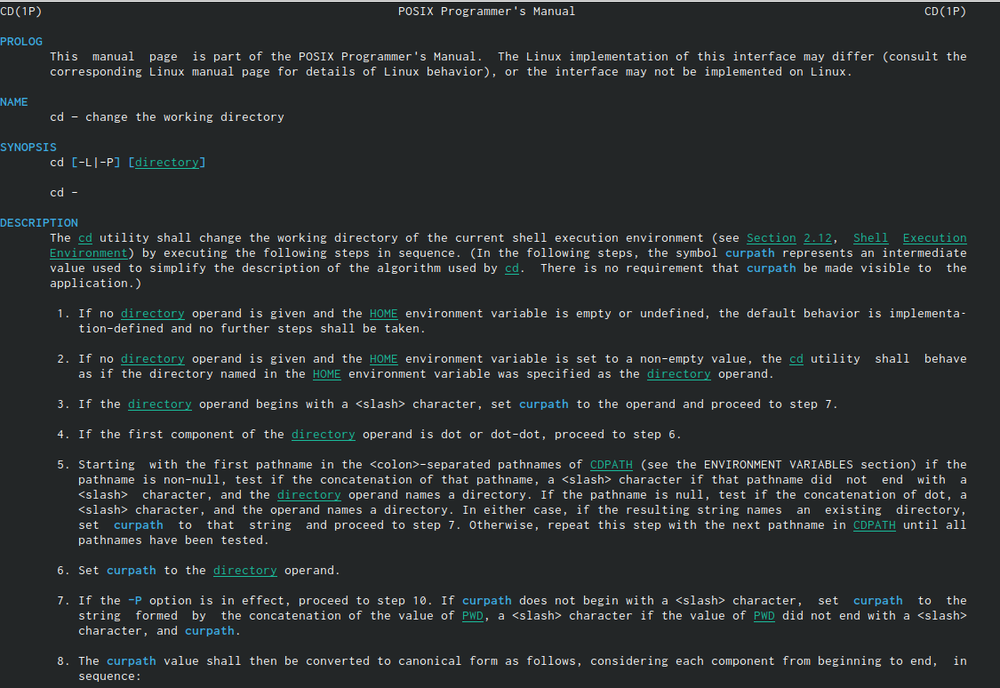 CD(1P) POSIX Programmer's Manual CD(1P)
PROLOG
This manual page is part of the POSIX Programmer's Manual. The Linux implementation of this interface may differ (consult the
corresponding Linux manual page for details of Linux behavior), or the interface may not be implemented on Linux.
NAME
cd – change the working directory
SYNOPSIS
cd [-L|-P] [directory]
cd -
DESCRIPTION
The cd utility shall change the working directory of the current shell execution environment (see Section 2.12, Shell Execution
Environment) by executing the following steps in sequence. (In the following steps, the symbol curpath represents an intermediate
value used to simplify the description of the algorithm used by cd. There is no requirement that curpath be made visible to the
application.)
1. If no directory operand is given and the HOME environment variable is empty or undefined, the default behavior is implementa-
tion-defined and no further steps shall be taken.
2. If no directory operand is given and the HOME environment variable is set to a non-empty value, the cd utility shall behave
as if the directory named in the HOME environment variable was specified as the directory operand.
3. If the directory operand begins with a <slash> character, set curpath to the operand and proceed to step 7.
4. If the first component of the directory operand is dot or dot-dot, proceed to step 6.
5. Starting with the first pathname in the <colon>-separated pathnames of CDPATH (see the ENVIRONMENT VARIABLES section) if the
pathname is non-null, test if the concatenation of that pathname, a <slash> character if that pathname did not end with a
<slash> character, and the directory operand names a directory. If the pathname is null, test if the concatenation of dot, a
<slash> character, and the operand names a directory. In either case, if the resulting string names an existing directory,
set curpath to that string and proceed to step 7. Otherwise, repeat this step with the next pathname in CDPATH until all
pathnames have been tested.
6. Set curpath to the directory operand.
7. If the -P option is in effect, proceed to step 10. If curpath does not begin with a <slash> character, set curpath to the
string formed by the concatenation of the value of PWD, a <slash> character if the value of PWD did not end with a <slash>
character, and curpath.
8. The curpath value shall then be converted to canonical form as follows, considering each component from beginning to end, in
sequence: